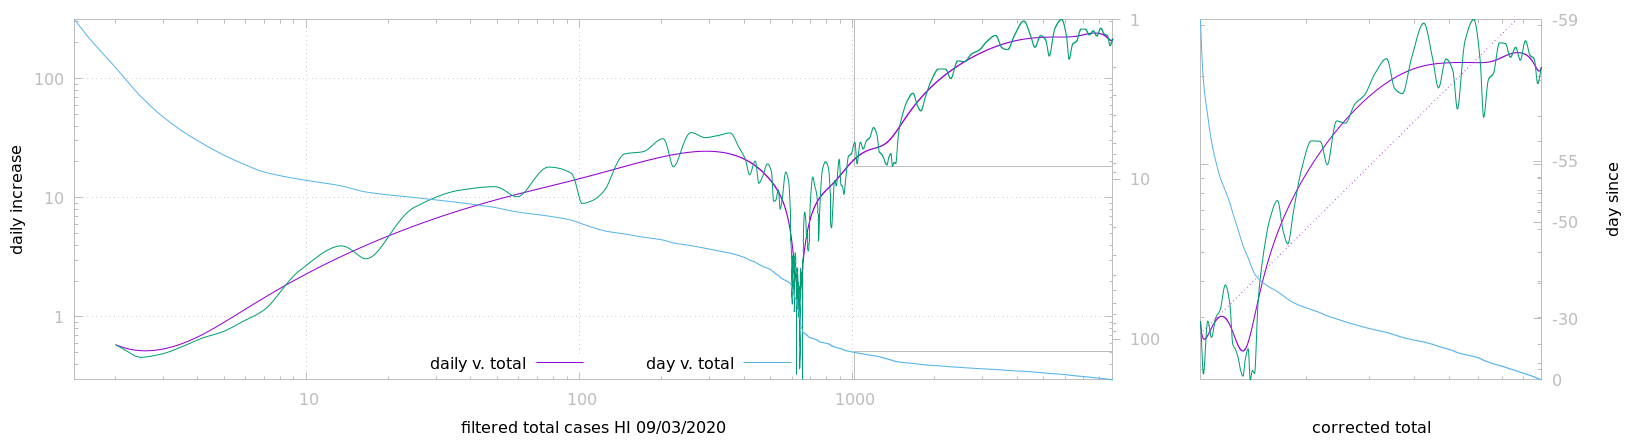 daily increase
100
10
1
10
100
1000
1
10
100
daily v. total
day v. total
filtered total cases HI 09/03/2020
-59
-55
-50
-30
0
day since
corrected total